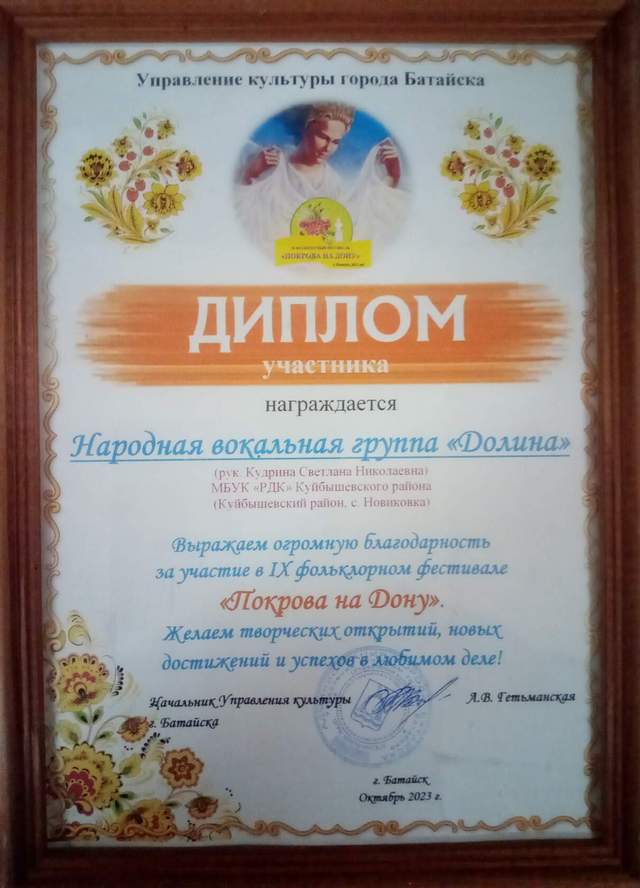 Управление культуры города Батайска
«ПОКРОВА НА ДОНУ»
ДИПЛОМ
участника
награждается
Народная вокальная группа «Долина»
(рук. Кудрина Светлана Николаевна)
МБУК «РДК» Куйбышевского района
(Куйбышевский район, с. Новиковка)
Выражаем огромную благодарность
за участие в IX фольклорном фестивале
«Покрова на Дону».
Желаем творческих открытий, новых
достижений и успехов в любимом деле!
Начальник Управления культуры А.В. Гетьманская
г. Батайска
г. Батайск
Октябрь 2023 г.